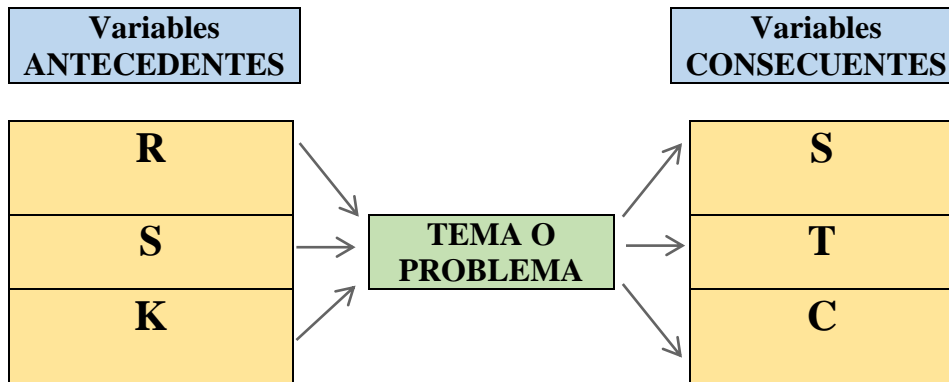 Variables
ANTECEDENTES
Variables
CONSECUENTES
R
S
K
TEMA O
PROBLEMA
S
T
C